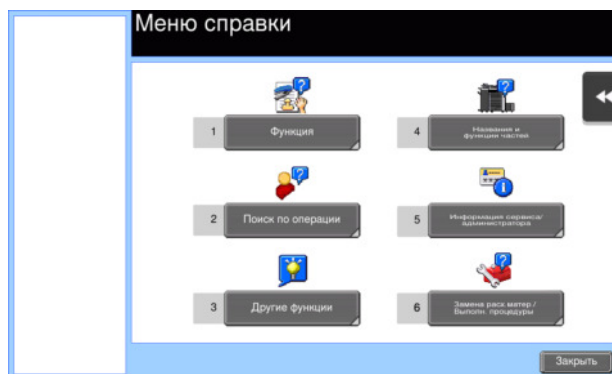 Меню справки
1
Функция
4
Названия и
функции частей
2
Поиск по операции
5
Информация сервиса/
администратора
3
Другие функции
6
Замена расх.матер./
Выполн. процедуры
Закрыть